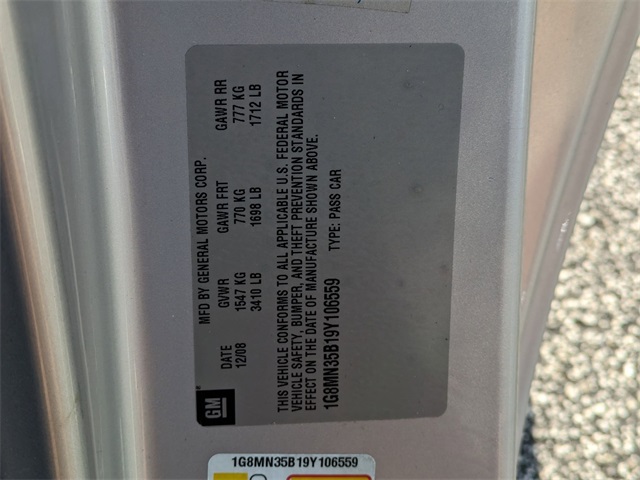 MFD BY GENERAL MOTORS CORP.
DATE GVWR GAWR FRT GAWR RR
12/08 1547 KG 770 KG 777 KG
3410 LB 1698 LB 1712 LB
THIS VEHICLE CONFORMS TO ALL APPLICABLE U.S. FEDERAL MOTOR
VEHICLE SAFETY, BUMPER, AND THEFT PREVENTION STANDARDS IN
EFFECT ON THE DATE OF MANUFACTURE SHOWN ABOVE.
1G8MN35B19Y106559 TYPE: PASS CAR
GM
1G8MN35B19Y106559